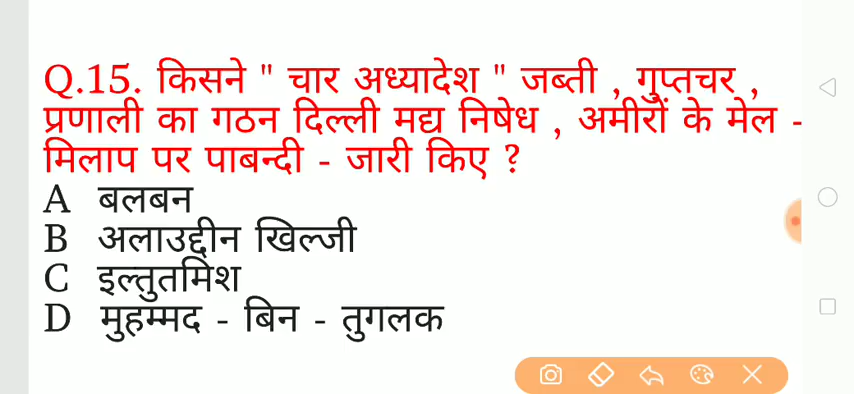 Q.15. किसने " चार अध्यादेश " जब्ती , गुप्तचर ,
प्रणाली का गठन दिल्ली मद्य निषेध , अमीरों के मेल -
मिलाप पर पाबन्दी - जारी किए ?
A बलबन
B अलाउद्दीन खिल्जी
C इल्तुतमिश
D मुहम्मद - बिन - तुगलक